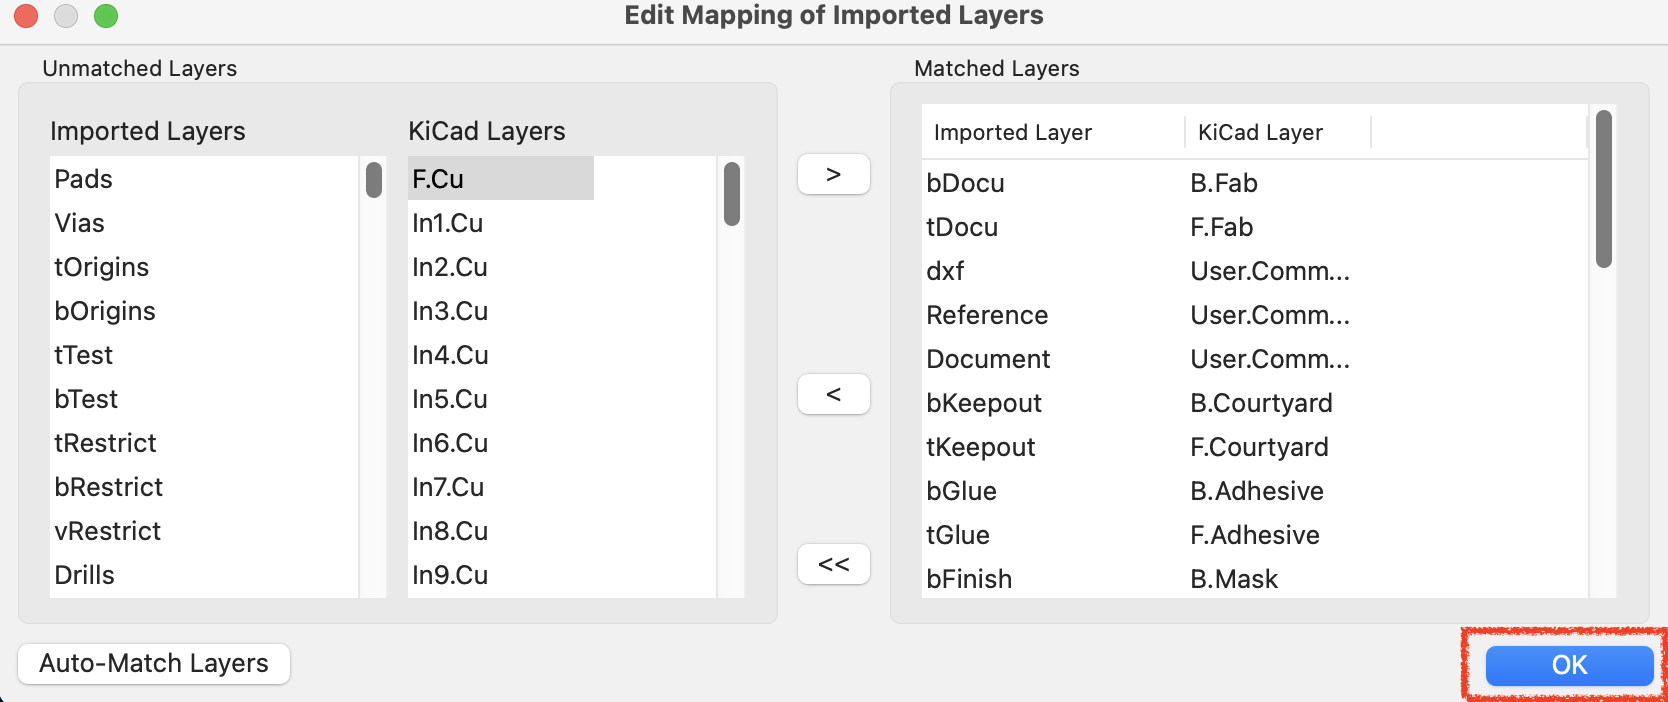 Edit Mapping of Imported Layers
Unmatched Layers
Imported Layers
Pads
Vias
tOrigins
bOrigins
tTest
bTest
tRestrict
bRestrict
vRestrict
Drills
KiCad Layers
F.Cu
In1.Cu
In2.Cu
In3.Cu
In4.Cu
In5.Cu
In6.Cu
In7.Cu
In8.Cu
In9.Cu
>
<
<<
Matched Layers
Imported Layer KiCad Layer
bDocu B.Fab
tDocu F.Fab
dxf User.Comm...
Reference User.Comm...
Document User.Comm...
bKeepout B.Courtyard
tKeepout F.Courtyard
bGlue B.Adhesive
tGlue F.Adhesive
bFinish B.Mask
Auto-Match Layers
OK